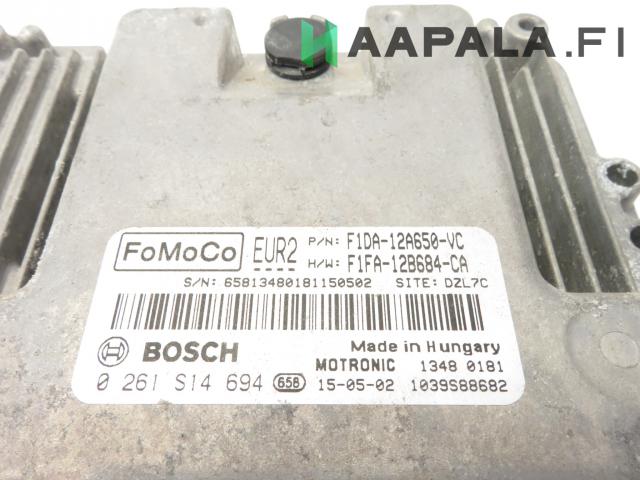 HAAPALA.FI
FoMoCo EUR2 P/N: F1DA-12A650-VC
H/W: F1FA-12B684-CA
S/N: 65813480181150502 SITE: DZL7C
BOSCH Made in Hungary
MOTRONIC 1348 0181
0 261 S14 694 658 15-05-02 1039S88682